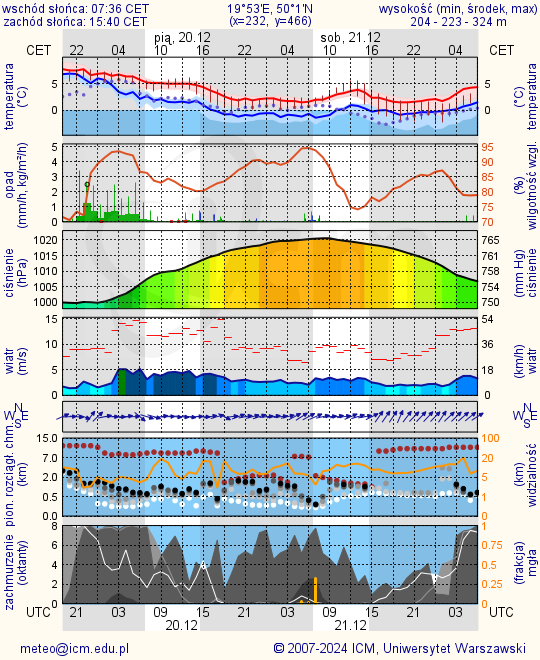 wschód słońca: 07:36 CET 19°53'E, 50°1'N wysokość (min, środek, max)
zachód słońca: 15:40 CET (x=232, y=466) 204 - 223 - 324 m
pią, 20.12 sob, 21.12
CET 22 04 10 16 22 04 10 16 22 04 CET
temperatura (°C)
5 0
5 0
temperatura (°C)
opad (mm/h, kg/m²/h)
5 4 3 2 1 0
95 90 85 80 75 70
(%) wilgotność wzgl.
ciśnienie (hPa)
1020 1015 1010 1005 1000
765 761 758 754 750
(mm Hg) ciśnienie
wiatr (m/s)
15 10 5 0
54 36 18 0
(km/h) wiatr
N W E S
N W E S
pion. rozciągł. chm. (km)
15.0 7.0 2.0 0.5 0.0
100 20 5 1 0
(km) widzialność
zachmurzenie (oktanty)
8 6 4 2 0
1 0.75 0.5 0.25 0
(frakcja) mgła
UTC 21 03 09 15 21 03 09 15 21 03 UTC
20.12 21.12
meteo@icm.edu.pl © 2007-2024 ICM, Uniwersytet Warszawski